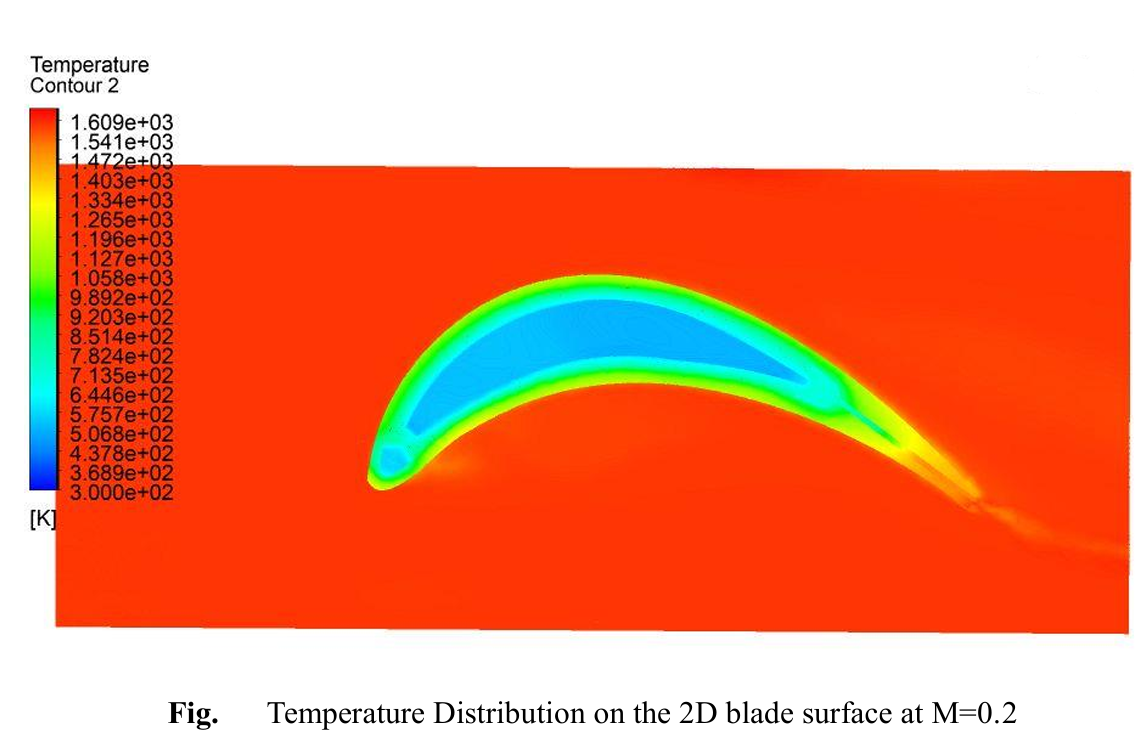 Temperature
Contour 2
1.609e+03
1.541e+03
1.472e+03
1.403e+03
1.334e+03
1.265e+03
1.196e+03
1.127e+03
1.058e+03
9.892e+02
9.203e+02
8.514e+02
7.824e+02
7.135e+02
6.446e+02
5.757e+02
5.068e+02
4.378e+02
3.689e+02
3.000e+02
[K]
Fig. Temperature Distribution on the 2D blade surface at M=0.2